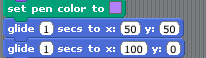 set pen color to
glide 1 secs to x: 50 y: 50
glide 1 secs to x: 100 y: 0